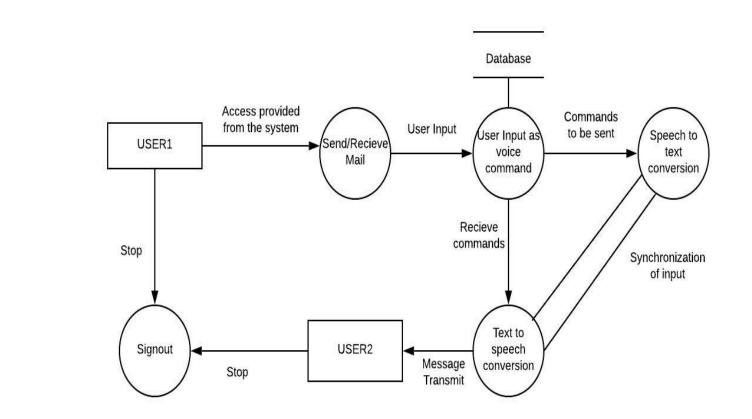 Database
Access provided
from the system
USER1
Send/Recieve
Mail
User Input
User Input as
voice
command
Commands
to be sent
Speech to
text
conversion
Stop
Recieve
commands
Synchronization
of input
Signout
Stop
USER2
Message
Transmit
Text to
speech
conversion